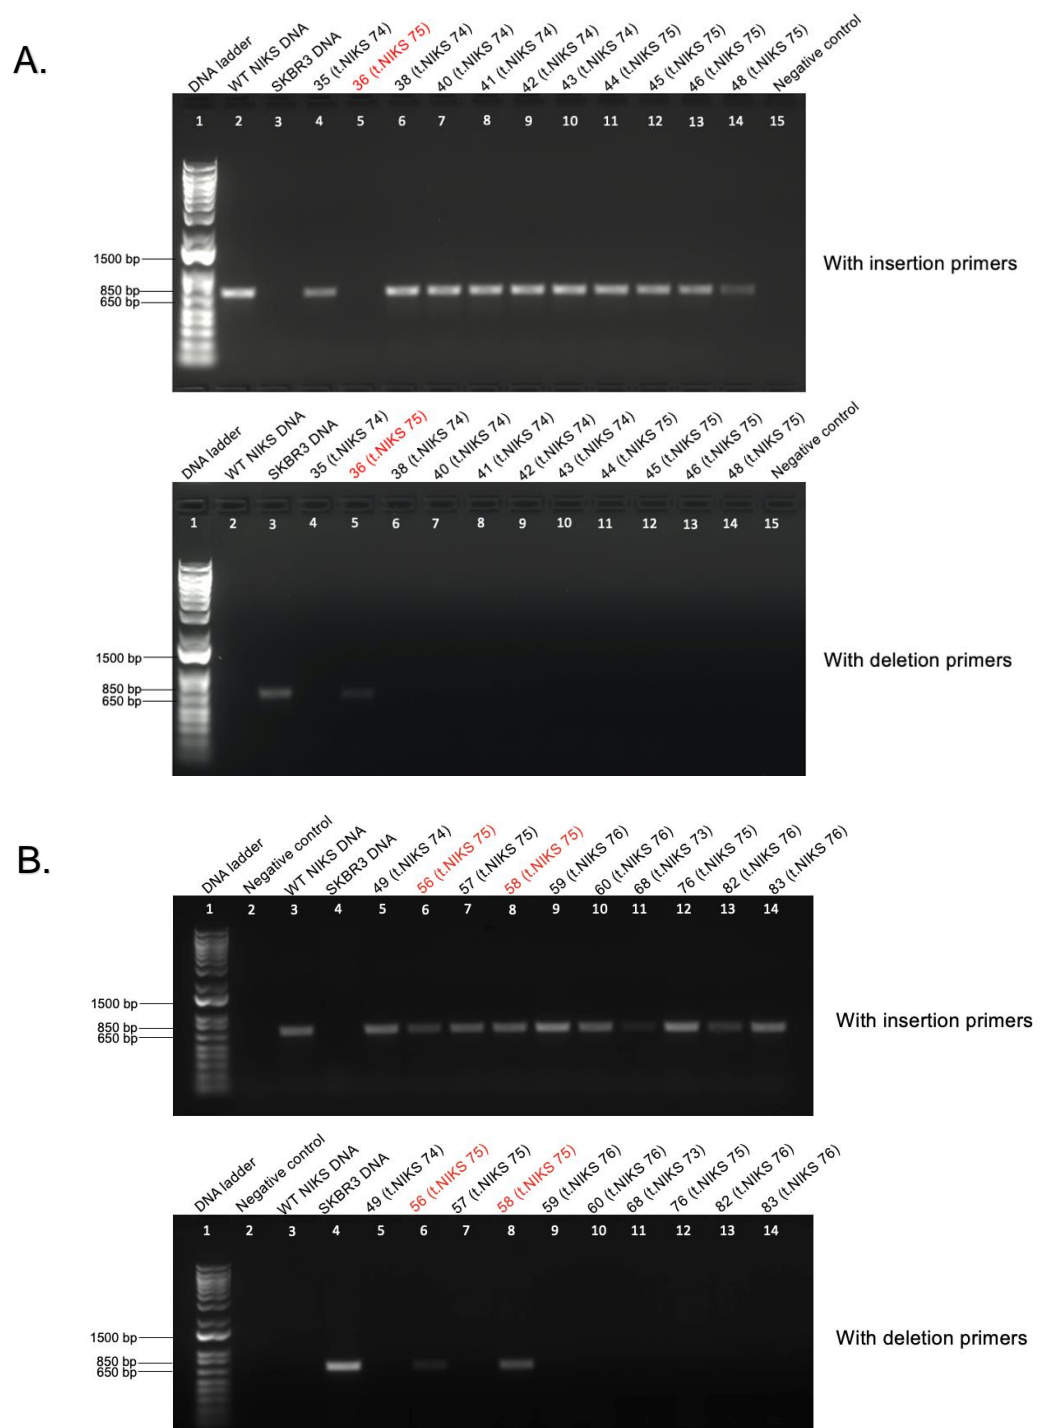 A.
DNA ladder
WT NIKS DNA
SKBR3 DNA
35 (t.NIKS 74)
36 (t.NIKS 75)
38 (t.NIKS 74)
40 (t.NIKS 74)
41 (t.NIKS 74)
42 (t.NIKS 74)
43 (t.NIKS 74)
44 (t.NIKS 75)
45 (t.NIKS 75)
46 (t.NIKS 75)
48 (t.NIKS 75)
Negative control
1 2 3 4 5 6 7 8 9 10 11 12 13 14 15
1500 bp
850 bp
650 bp
With insertion primers
DNA ladder
WT NIKS DNA
SKBR3 DNA
35 (t.NIKS 74)
36 (t.NIKS 75)
38 (t.NIKS 74)
40 (t.NIKS 74)
41 (t.NIKS 74)
42 (t.NIKS 74)
43 (t.NIKS 74)
44 (t.NIKS 75)
45 (t.NIKS 75)
46 (t.NIKS 75)
48 (t.NIKS 75)
Negative control
1 2 3 4 5 6 7 8 9 10 11 12 13 14 15
1500 bp
850 bp
650 bp
With deletion primers
B.
DNA ladder
Negative control
WT NIKS DNA
SKBR3 DNA
49 (t.NIKS 74)
56 (t.NIKS 75)
57 (t.NIKS 75)
58 (t.NIKS 75)
59 (t.NIKS 76)
60 (t.NIKS 76)
68 (t.NIKS 73)
76 (t.NIKS 75)
82 (t.NIKS 76)
83 (t.NIKS 76)
1 2 3 4 5 6 7 8 9 10 11 12 13 14
1500 bp
850 bp
650 bp
With insertion primers
DNA ladder
Negative control
WT NIKS DNA
SKBR3 DNA
49 (t.NIKS 74)
56 (t.NIKS 75)
57 (t.NIKS 75)
58 (t.NIKS 75)
59 (t.NIKS 76)
60 (t.NIKS 76)
68 (t.NIKS 73)
76 (t.NIKS 75)
82 (t.NIKS 76)
83 (t.NIKS 76)
1 2 3 4 5 6 7 8 9 10 11 12 13 14
1500 bp
850 bp
650 bp
With deletion primers